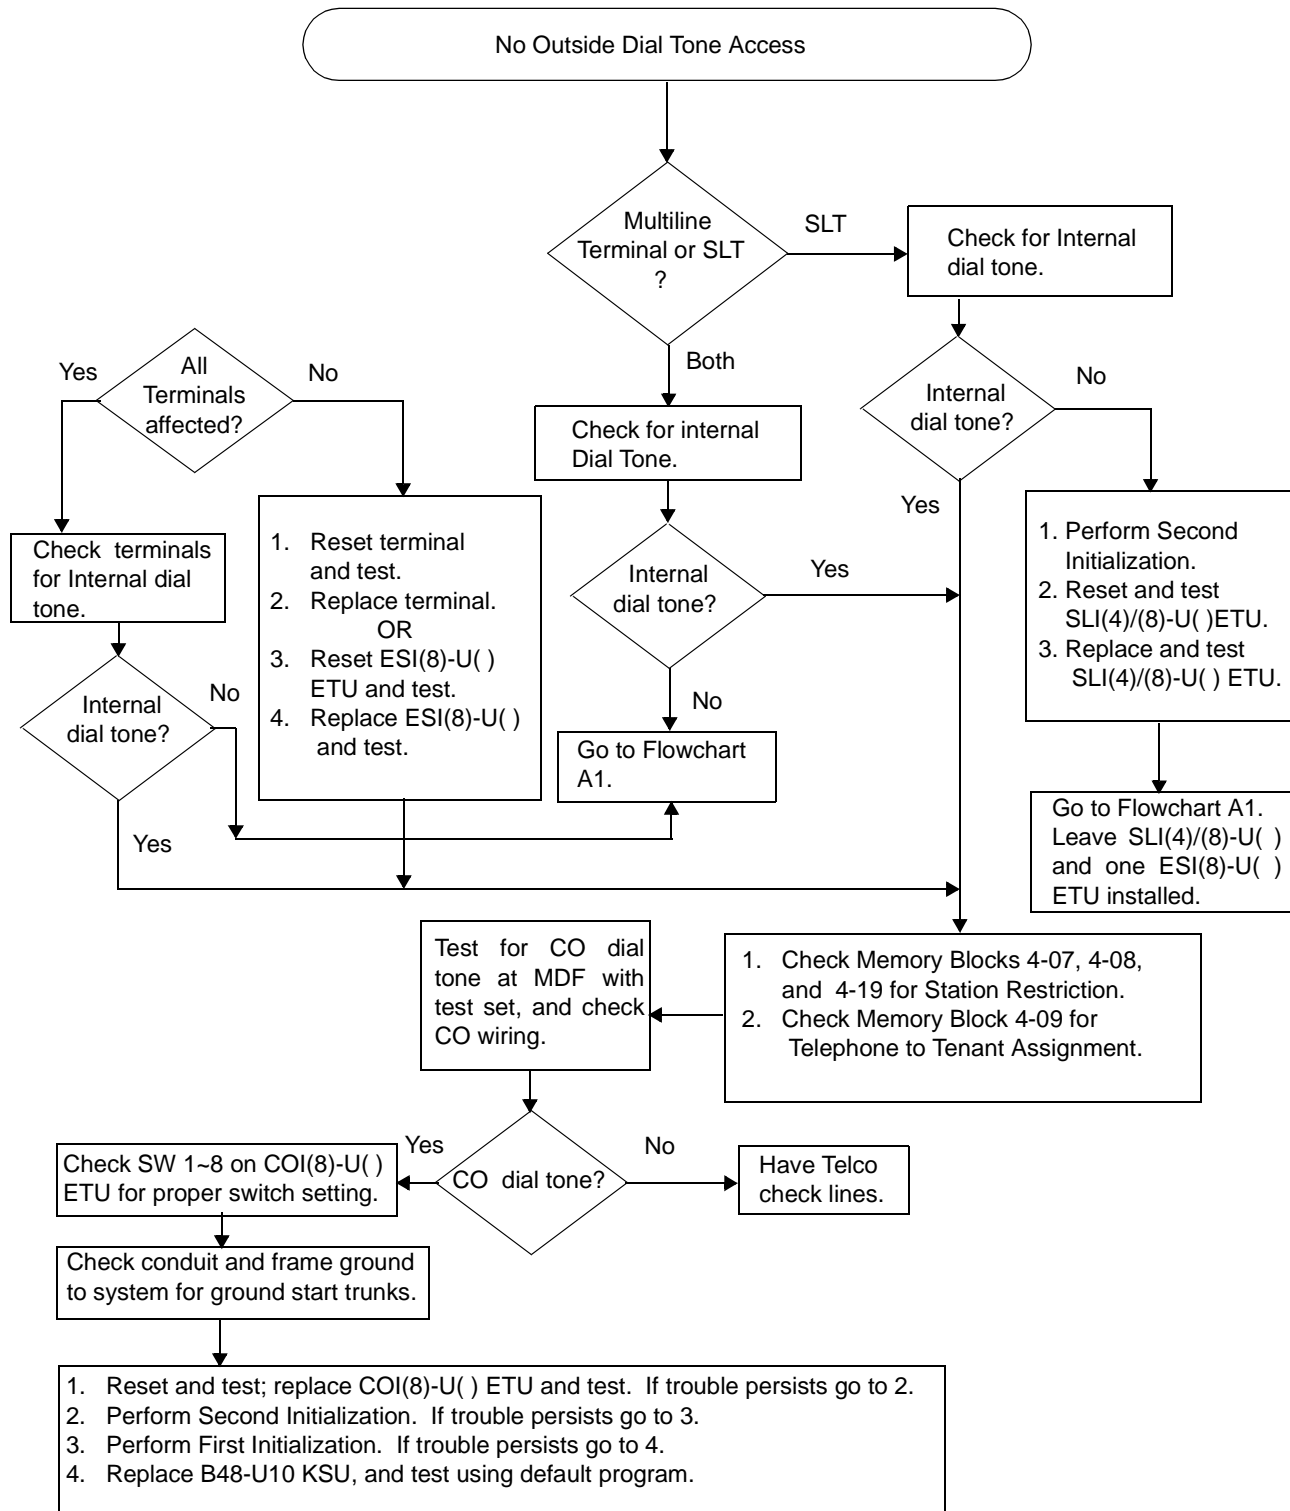 No Outside Dial Tone Access
Multiline
Terminal or SLT
?
SLT
Check for Internal
dial tone.
Both
All
Terminals
affected?
Yes
No
Internal
dial tone?
No
Yes
Check for internal
Dial Tone.
Check terminals
for Internal dial
tone.
1. Reset terminal
and test.
2. Replace terminal.
OR
3. Reset ESI(8)-U( )
ETU and test.
4. Replace ESI(8)-U( )
and test.
Internal
dial tone?
Yes
No
1. Perform Second
Initialization.
2. Reset and test
SLI(4)/(8)-U( )ETU.
3. Replace and test
SLI(4)/(8)-U( ) ETU.
Internal
dial tone?
No
Yes
Go to Flowchart
A1.
Go to Flowchart A1.
Leave SLI(4)/(8)-U( )
and one ESI(8)-U( )
ETU installed.
Test for CO dial
tone at MDF with
test set, and check
CO wiring.
1. Check Memory Blocks 4-07, 4-08,
and 4-19 for Station Restriction.
2. Check Memory Block 4-09 for
Telephone to Tenant Assignment.
CO dial tone?
Yes
No
Check SW 1~8 on COI(8)-U( )
ETU for proper switch setting.
Have Telco
check lines.
Check conduit and frame ground
to system for ground start trunks.
1. Reset and test; replace COI(8)-U( ) ETU and test. If trouble persists go to 2.
2. Perform Second Initialization. If trouble persists go to 3.
3. Perform First Initialization. If trouble persists go to 4.
4. Replace B48-U10 KSU, and test using default program.